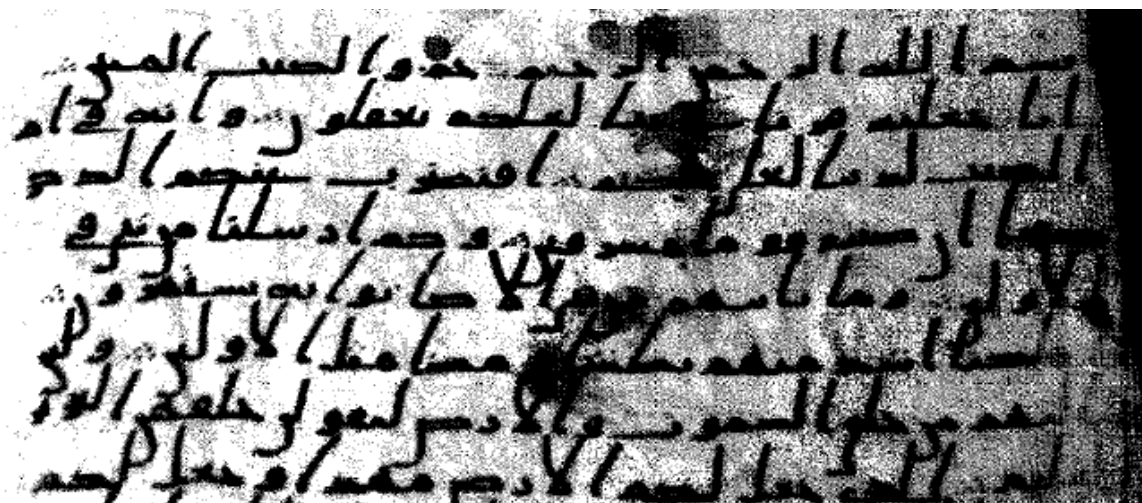 بسم الله الرحمن الرحيم حم والكتب المبين
انا جعلنه قرانا عربيا لعلكم تعقلون وانه في ام
الكتب لدينا لعلي حكيم افنضرب عنكم الذكر
صفحا ان كنتم قوما مسرفين وكم ارسلنا من نبي في
الاولين وما ياتيهم من نبي الا كانوا به يستهزون
فاهلكنا اشد منهم بطشا ومضى مثل الاولين ولئن
سالتهم من خلق السموت والارض ليقولن خلقهن العزيز
العليم الذي جعل لكم الارض مهدا وجعل لكم